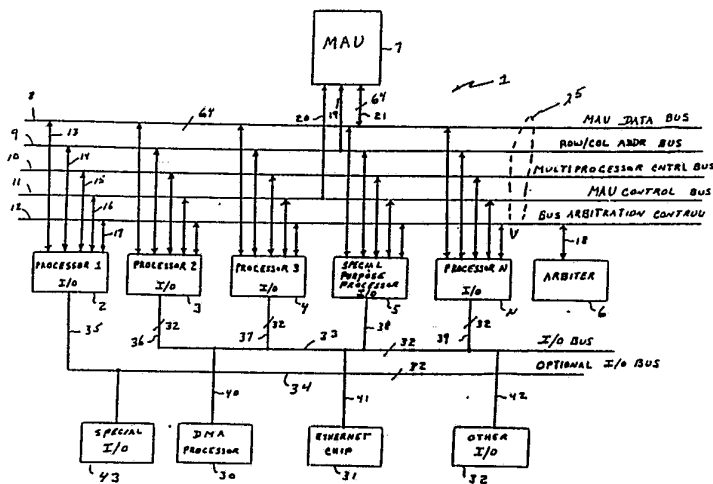 MAU
7
1
64
25
8
64
20
19
21
MAU DATA BUS
13
9
ROW/COL ADDR BUS
14
10
MULTIPROCESSOR CNTRL BUS
15
11
MAU CONTROL BUS
16
12
BUS ARBITRATION CONTROL
17
18
PROCESSOR 1
I/O
2
PROCESSOR 2
I/O
3
PROCESSOR 3
I/O
4
SPECIAL
PURPOSE
PROCESSOR
I/O
5
PROCESSOR N
I/O
N
ARBITER
6
35
36
32
37
32
33
38
32
39
32
I/O BUS
OPTIONAL I/O BUS
34
32
40
41
42
SPECIAL
I/O
43
DMA
PROCESSOR
30
ETHERNET
CHIP
31
OTHER
I/O
32